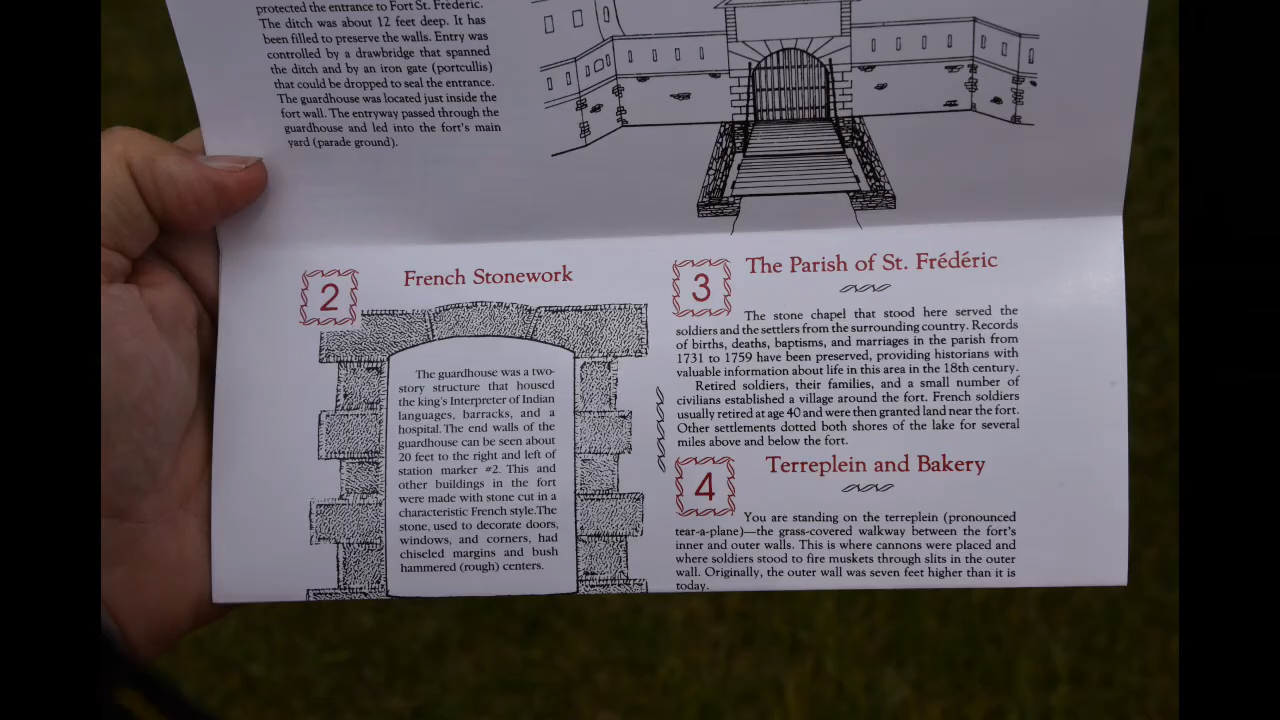 protected the entrance to Fort St. Frédéric.
The ditch was about 12 feet deep. It has
been filled to preserve the walls. Entry was
controlled by a drawbridge that spanned
the ditch and by an iron gate (portcullis)
that could be dropped to seal the entrance.
The guardhouse was located just inside the
fort wall. The entryway passed through the
guardhouse and led into the fort's main
yard (parade ground).
2
French Stonework
The guardhouse was a two-
story structure that housed
the king's Interpreter of Indian
languages, barracks, and a
hospital. The end walls of the
guardhouse can be seen about
20 feet to the right and left of
station marker #2. This and
other buildings in the fort
were made with stone cut in a
characteristic French style.The
stone, used to decorate doors,
windows, and corners, had
chiseled margins and bush
hammered (rough) centers.
3
The Parish of St. Frédéric
The stone chapel that stood here served the
soldiers and the settlers from the surrounding country. Records
of births, deaths, baptisms, and marriages in the parish from
1731 to 1759 have been preserved, providing historians with
valuable information about life in this area in the 18th century.
Retired soldiers, their families, and a small number of
civilians established a village around the fort. French soldiers
usually retired at age 40 and were then granted land near the fort.
Other settlements dotted both shores of the lake for several
miles above and below the fort.
4
Terreplein and Bakery
You are standing on the terreplein (pronounced
tear-a-plane)—the grass-covered walkway between the fort's
inner and outer walls. This is where cannons were placed and
where soldiers stood to fire muskets through slits in the outer
wall. Originally, the outer wall was seven feet higher than it is
today.